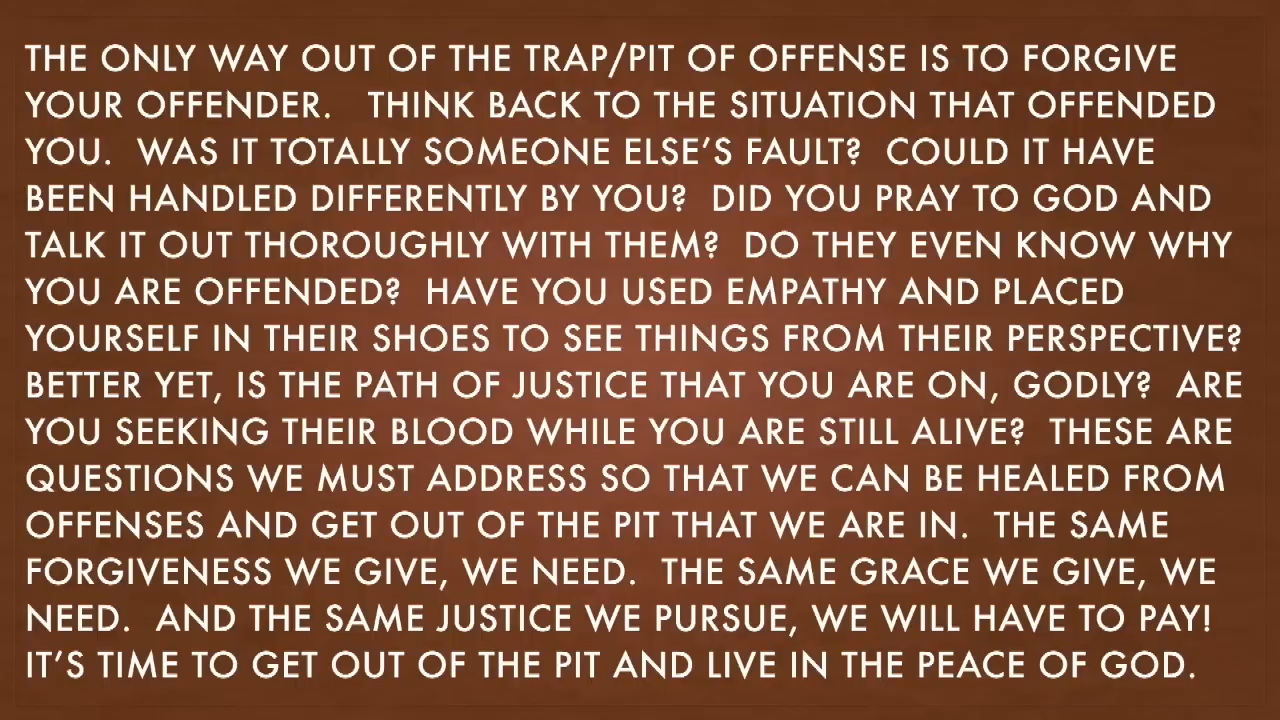 THE ONLY WAY OUT OF THE TRAP/PIT OF OFFENSE IS TO FORGIVE
YOUR OFFENDER.   THINK BACK TO THE SITUATION THAT OFFENDED
YOU.  WAS IT TOTALLY SOMEONE ELSE'S FAULT?  COULD IT HAVE
BEEN HANDLED DIFFERENTLY BY YOU?  DID YOU PRAY TO GOD AND
TALK IT OUT THOROUGHLY WITH THEM?  DO THEY EVEN KNOW WHY
YOU ARE OFFENDED?  HAVE YOU USED EMPATHY AND PLACED
YOURSELF IN THEIR SHOES TO SEE THINGS FROM THEIR PERSPECTIVE?
BETTER YET, IS THE PATH OF JUSTICE THAT YOU ARE ON, GODLY?  ARE
YOU SEEKING THEIR BLOOD WHILE YOU ARE STILL ALIVE?  THESE ARE
QUESTIONS WE MUST ADDRESS SO THAT WE CAN BE HEALED FROM
OFFENSES AND GET OUT OF THE PIT THAT WE ARE IN.  THE SAME
FORGIVENESS WE GIVE, WE NEED.  THE SAME GRACE WE GIVE, WE
NEED.  AND THE SAME JUSTICE WE PURSUE, WE WILL HAVE TO PAY!
IT'S TIME TO GET OUT OF THE PIT AND LIVE IN THE PEACE OF GOD.